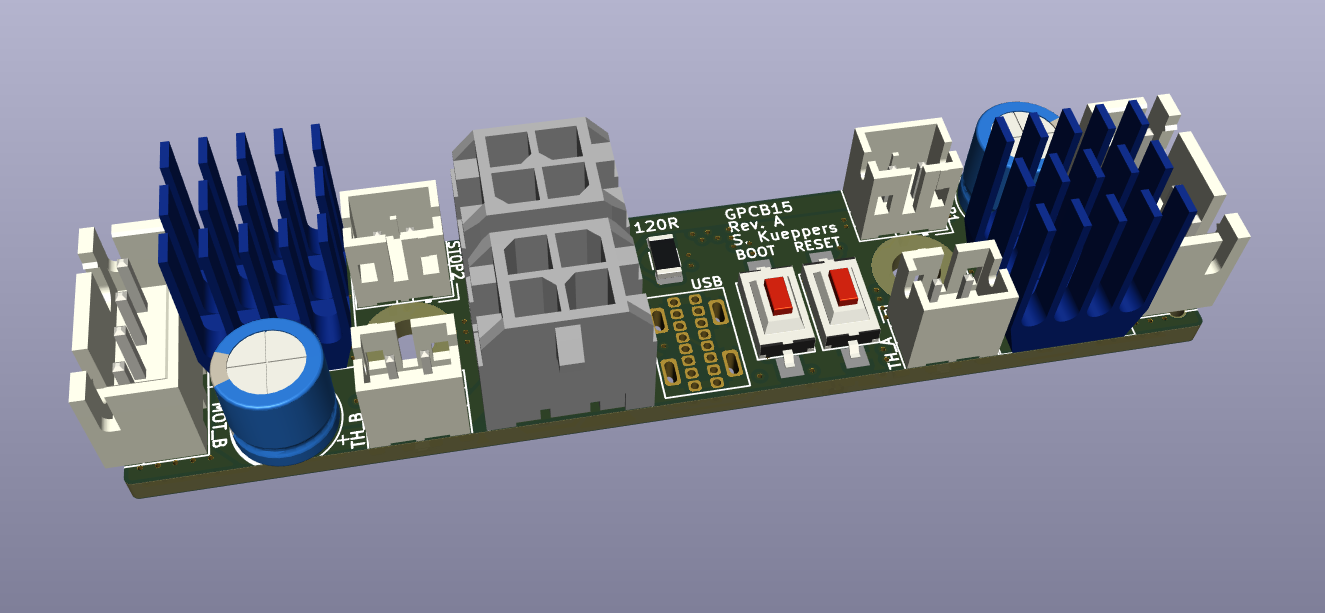 GPCB15
Rev. A
S. Kueppers
BOOT RESET
120R
USB
STOP2
MOT_B
+
TH_B
TH_A